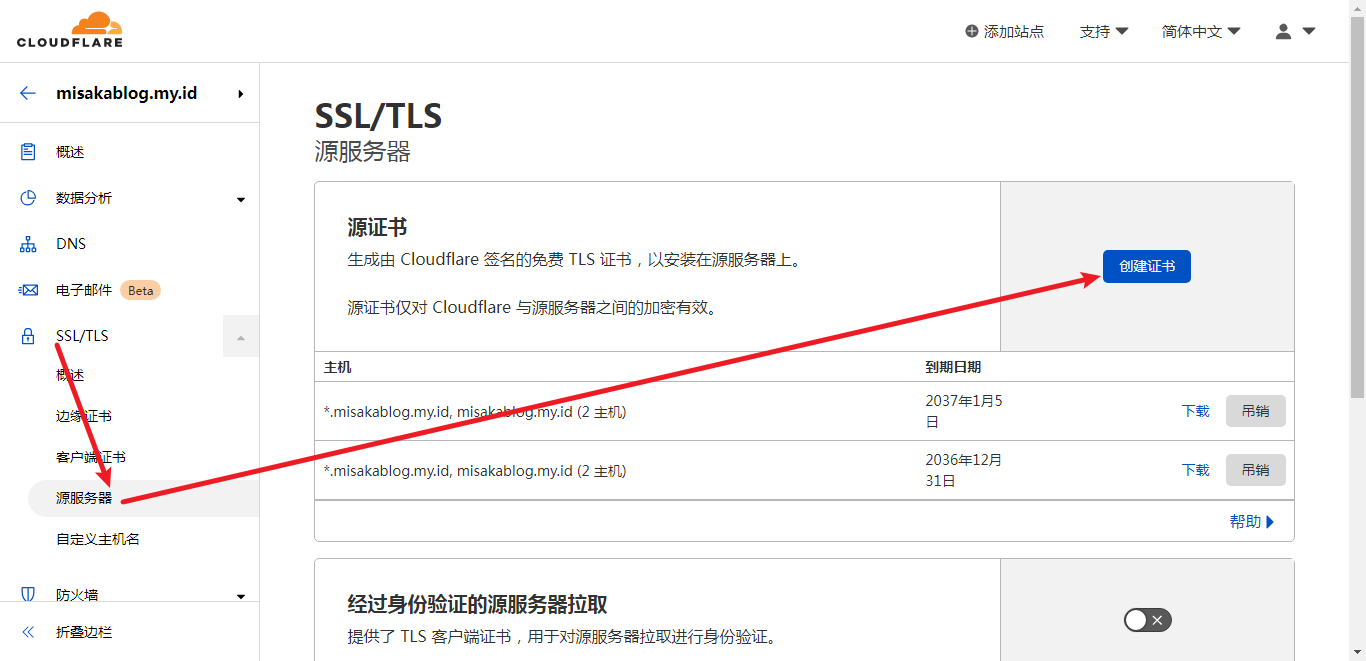 CLOUDFLARE
添加站点
支持
简体中文
misakablog.my.id
概述
数据分析
DNS
电子邮件 Beta
SSL/TLS
概述
边缘证书
客户端证书
源服务器
自定义主机名
防火墙
折叠边栏
SSL/TLS
源服务器
源证书
生成由 Cloudflare 签名的免费 TLS 证书，以安装在源服务器上。
源证书仅对 Cloudflare 与源服务器之间的加密有效。
创建证书
主机 到期日期
*.misakablog.my.id, misakablog.my.id (2 主机) 2037年1月5
日
下载 吊销
*.misakablog.my.id, misakablog.my.id (2 主机) 2036年12月
31日
下载 吊销
帮助
经过身份验证的源服务器拉取
提供了 TLS 客户端证书，用于对源服务器拉取进行身份验证。